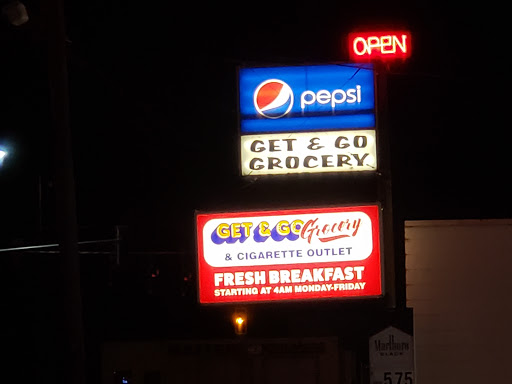 OPEN
pepsi
GET & GO
GROCERY
GET & GO Grocery
& CIGARETTE OUTLET
FRESH BREAKFAST
STARTING AT 4AM MONDAY-FRIDAY
Marlboro
BLACK
575